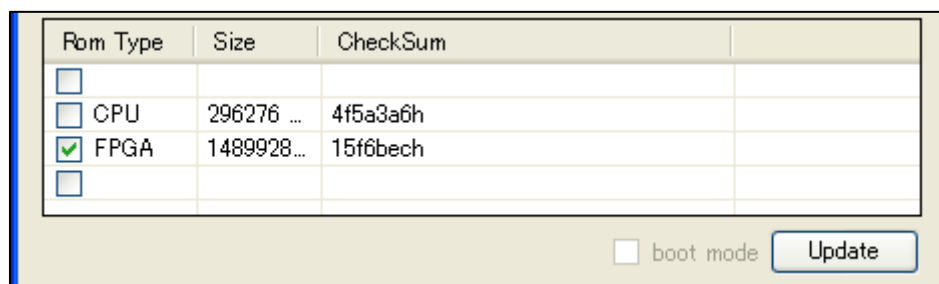 Rom Type Size CheckSum
CPU 296276 ... 4f5a3a6h
FPGA 1489928... 15f6bech
boot mode Update